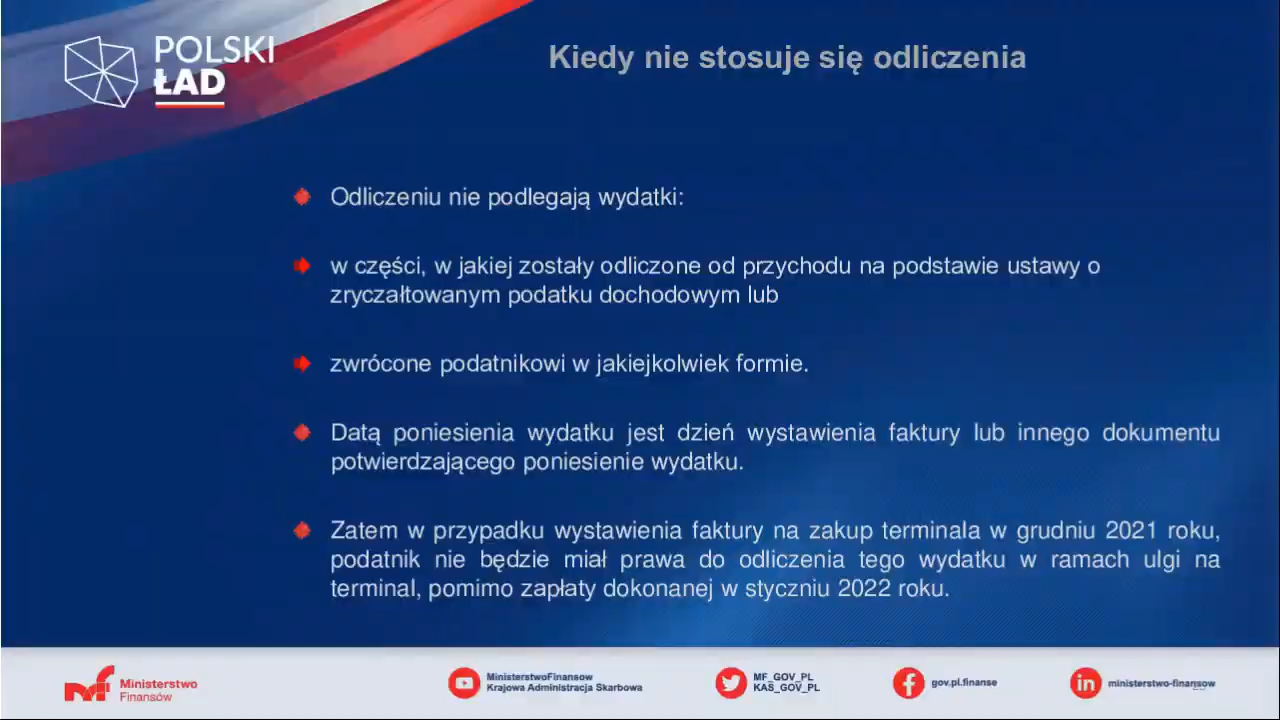 POLSKI
ŁAD
Kiedy nie stosuje się odliczenia
Odliczeniu nie podlegają wydatki:
w części, w jakiej zostały odliczone od przychodu na podstawie ustawy o
zryczałtowanym podatku dochodowym lub
zwrócone podatnikowi w jakiejkolwiek formie.
Datą poniesienia wydatku jest dzień wystawienia faktury lub innego dokumentu
potwierdzającego poniesienie wydatku.
Zatem w przypadku wystawienia faktury na zakup terminala w grudniu 2021 roku,
podatnik nie będzie miał prawa do odliczenia tego wydatku w ramach ulgi na
terminal, pomimo zapłaty dokonanej w styczniu 2022 roku.
Ministerstwo
Finansów
MinisterstwoFinansow
Krajowa Administracja Skarbowa
MF_GOV_PL
KAS_GOV_PL
gov.pl.finanse
ministerstwo-finansow